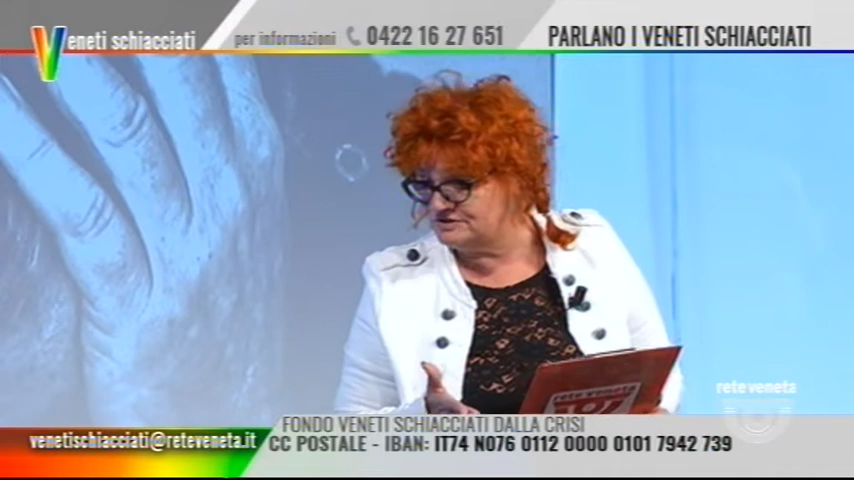 Veneti schiacciati
per informazioni 0422 16 27 651
PARLANO I VENETI SCHIACCIATI
rete veneta
reteveneta
venetischiacciati@reteveneta.it
FONDO VENETI SCHIACCIATI DALLA CRISI
CC POSTALE - IBAN: IT74 N076 0112 0000 0101 7942 739